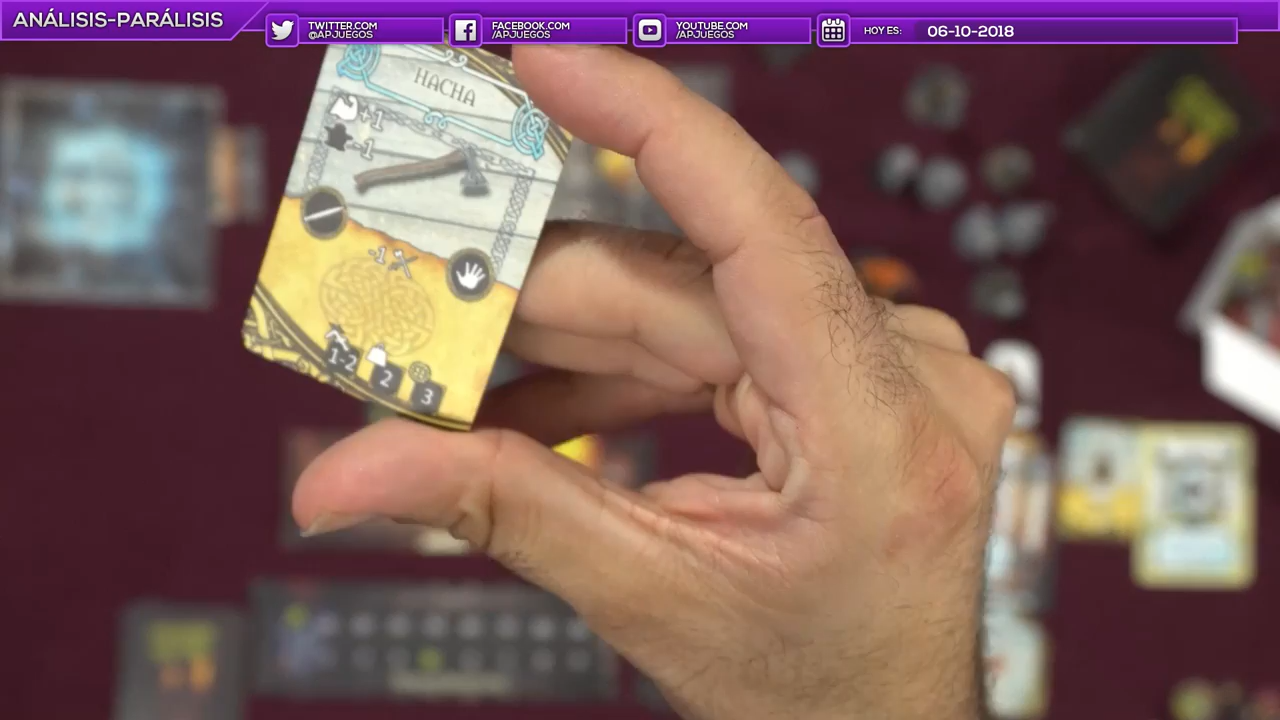 ANÁLISIS-PARÁLISIS
TWITTER.COM
@APJUEGOS
FACEBOOK.COM
/APJUEGOS
YOUTUBE.COM
/APJUEGOS
HOY ES:
06-10-2018
HACHA
+1
-1
-1
1-2
2
3